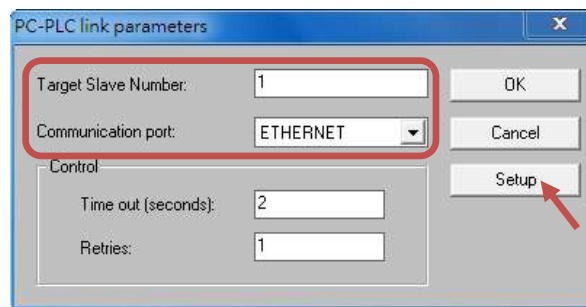 PC-PLC link parameters
Target Slave Number: 1
OK
Communication port: ETHERNET
Cancel
Control
Setup
Time out (seconds): 2
Retries: 1